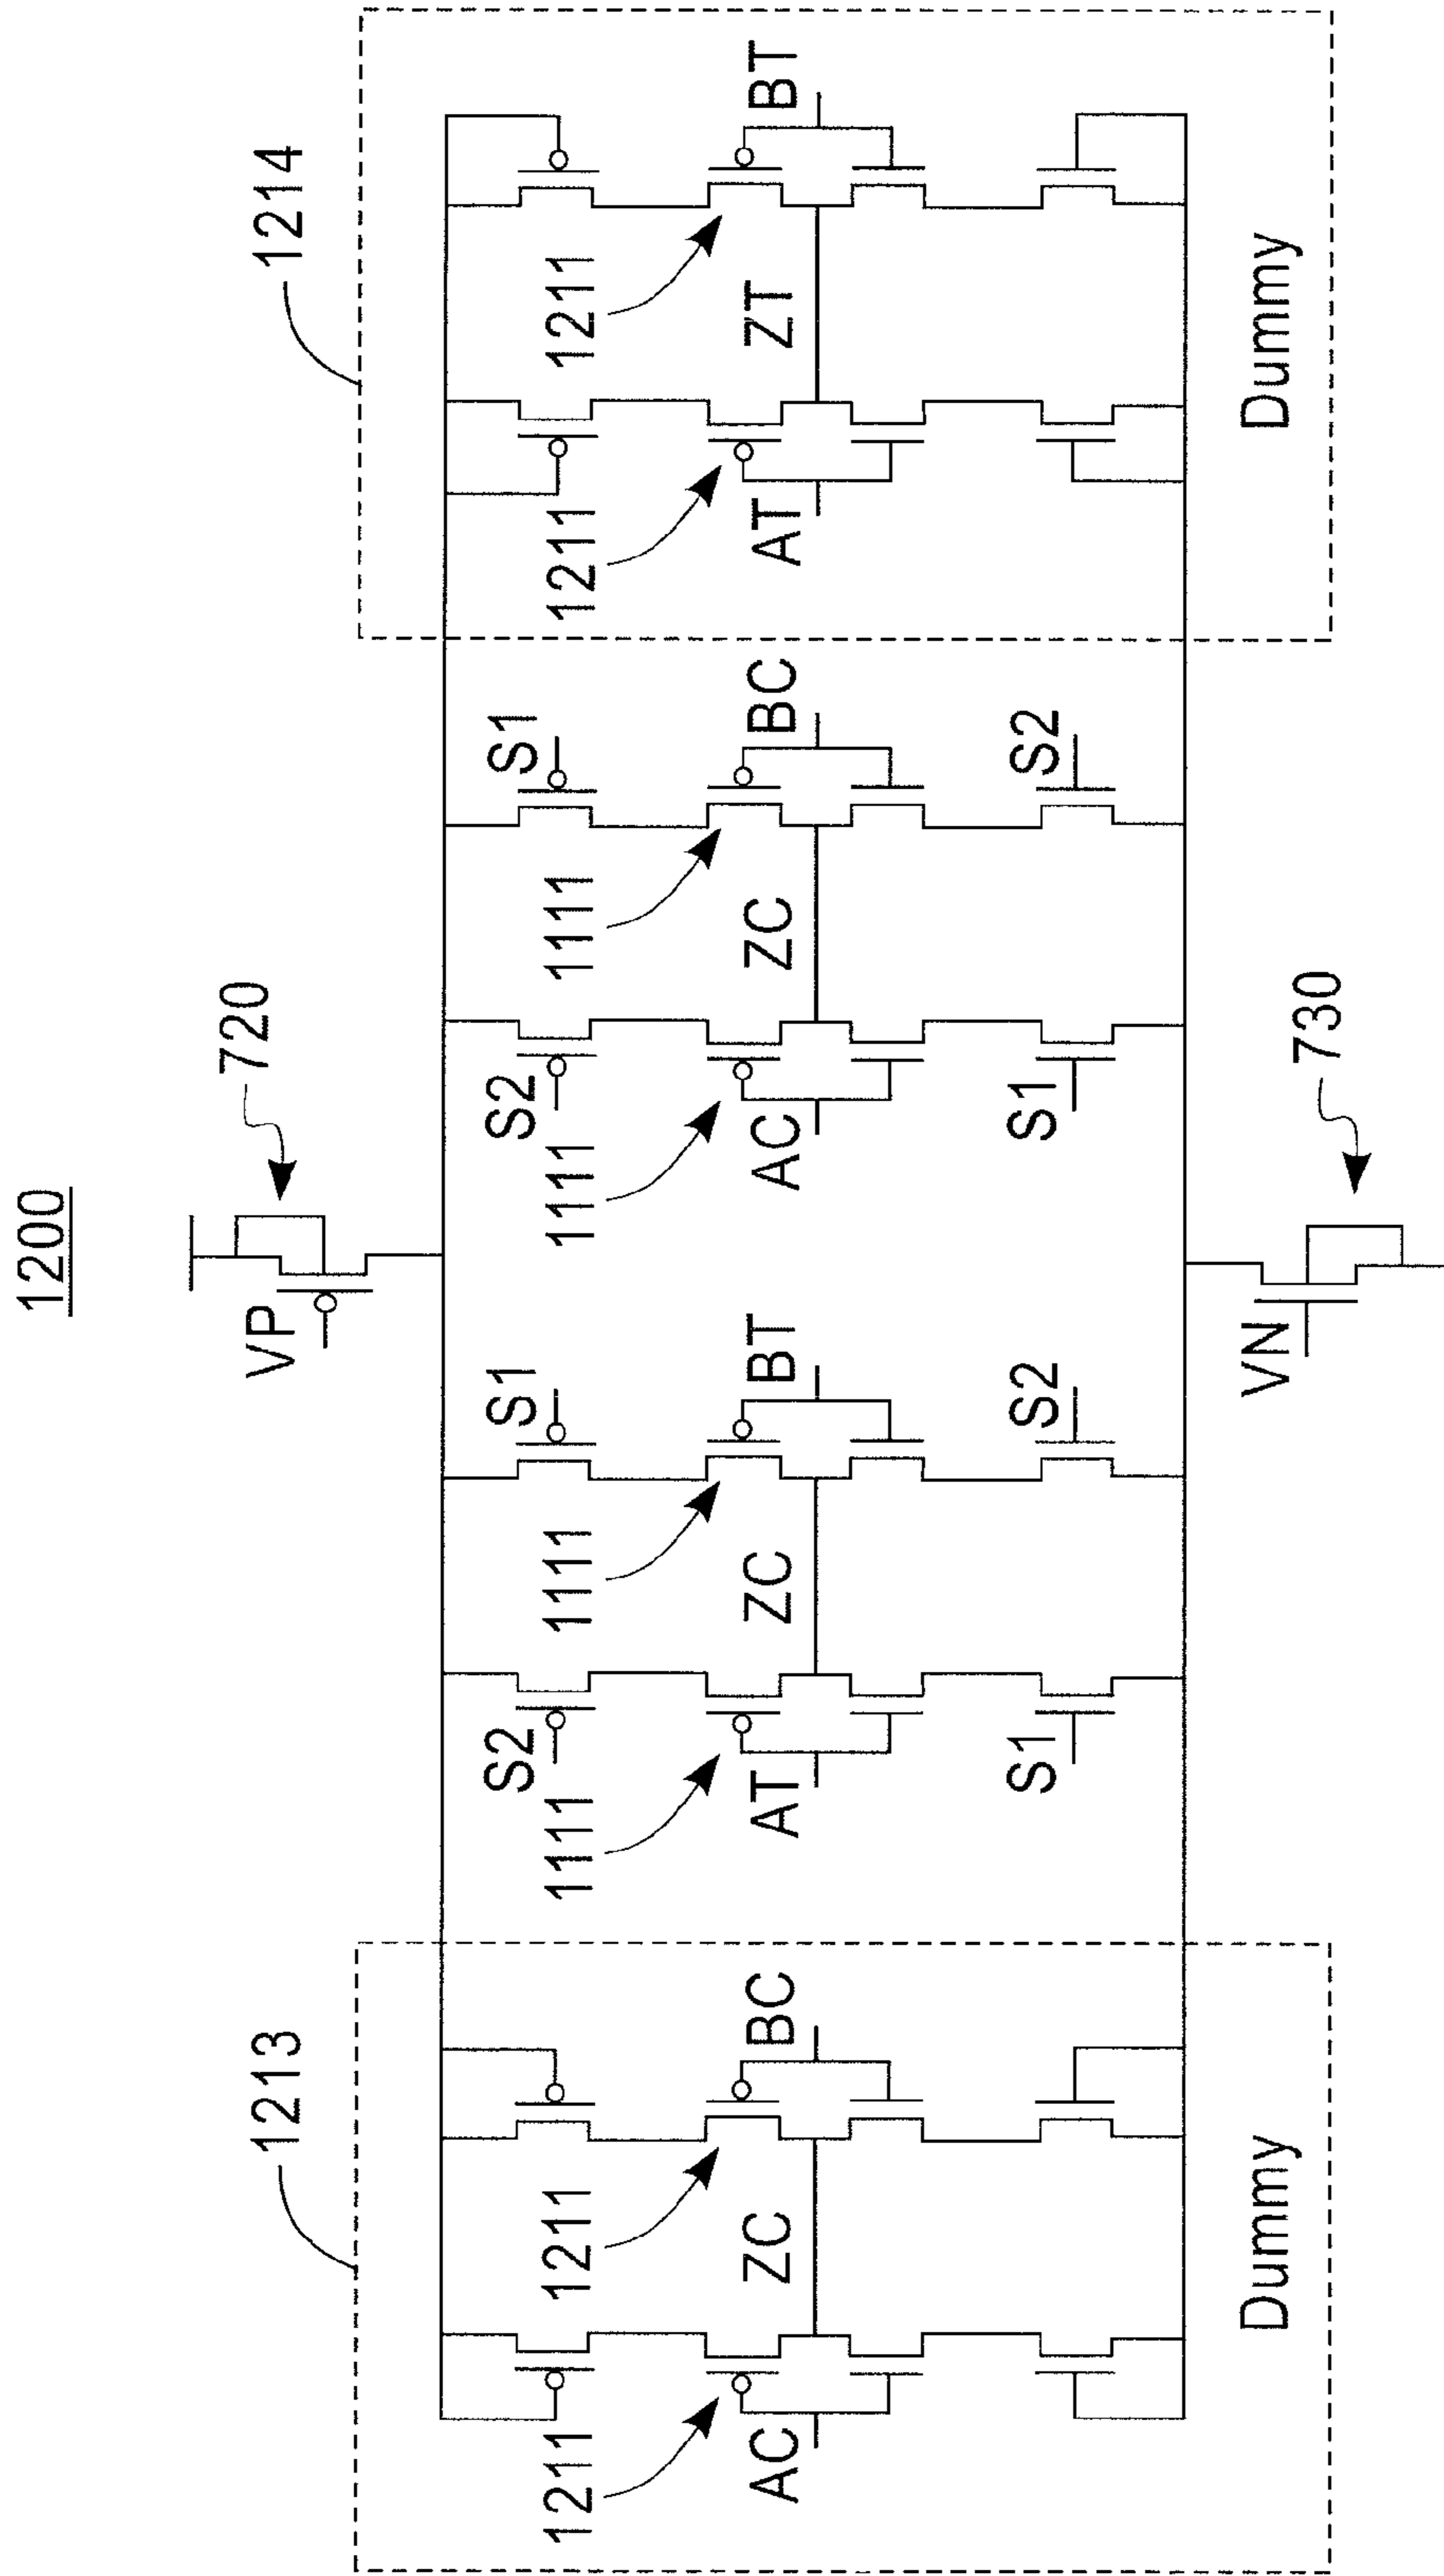 1200
VP
720
1213
1214
S2
S1
S2
S1
1211
1211
1111
1111
1111
1111
1211
1211
AC
ZC
BC
AT
ZC
BT
AC
ZC
BC
AT
ZT
BT
S1
S2
S1
S2
Dummy
Dummy
VN
730